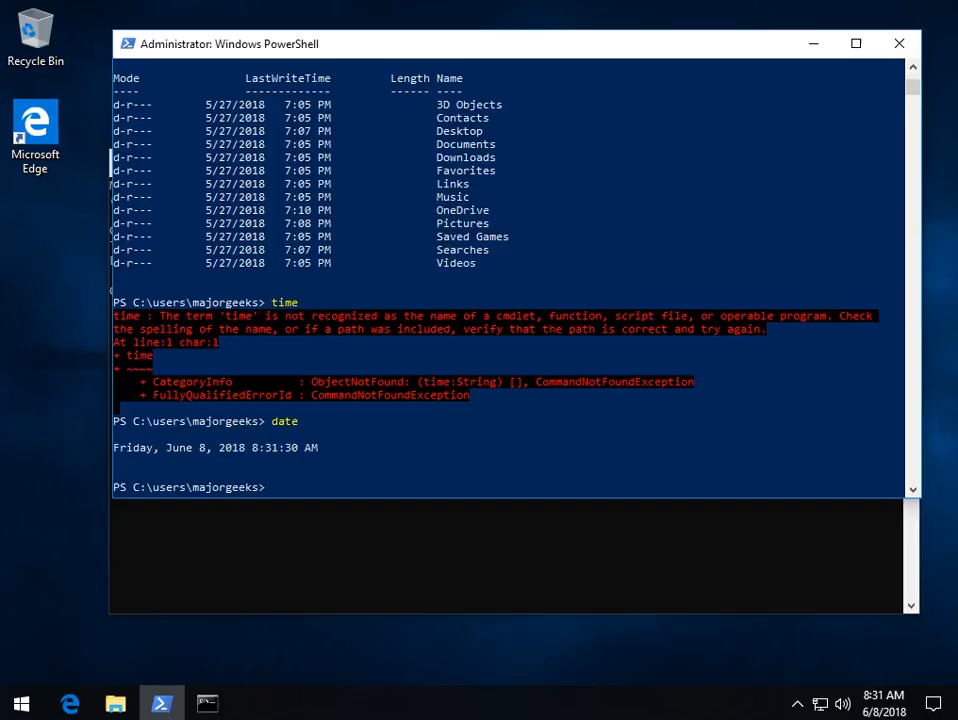 Recycle Bin
Microsoft
Edge
Administrator: Windows PowerShell
Mode LastWriteTime Length Name
---- ------------- ------ ----
d-r--- 5/27/2018 7:05 PM 3D Objects
d-r--- 5/27/2018 7:05 PM Contacts
d-r--- 5/27/2018 7:07 PM Desktop
d-r--- 5/27/2018 7:05 PM Documents
d-r--- 5/27/2018 7:05 PM Downloads
d-r--- 5/27/2018 7:05 PM Favorites
d-r--- 5/27/2018 7:05 PM Links
d-r--- 5/27/2018 7:05 PM Music
d-r--- 5/27/2018 7:10 PM OneDrive
d-r--- 5/27/2018 7:08 PM Pictures
d-r--- 5/27/2018 7:05 PM Saved Games
d-r--- 5/27/2018 7:07 PM Searches
d-r--- 5/27/2018 7:05 PM Videos
PS C:\users\majorgeeks> time
time : The term 'time' is not recognized as the name of a cmdlet, function, script file, or operable program. Check
the spelling of the name, or if a path was included, verify that the path is correct and try again.
At line:1 char:1
+ time
+ ~~~~
+ CategoryInfo : ObjectNotFound: (time:String) [], CommandNotFoundException
+ FullyQualifiedErrorId : CommandNotFoundException
PS C:\users\majorgeeks> date
Friday, June 8, 2018 8:31:30 AM
PS C:\users\majorgeeks>
8:31 AM
6/8/2018